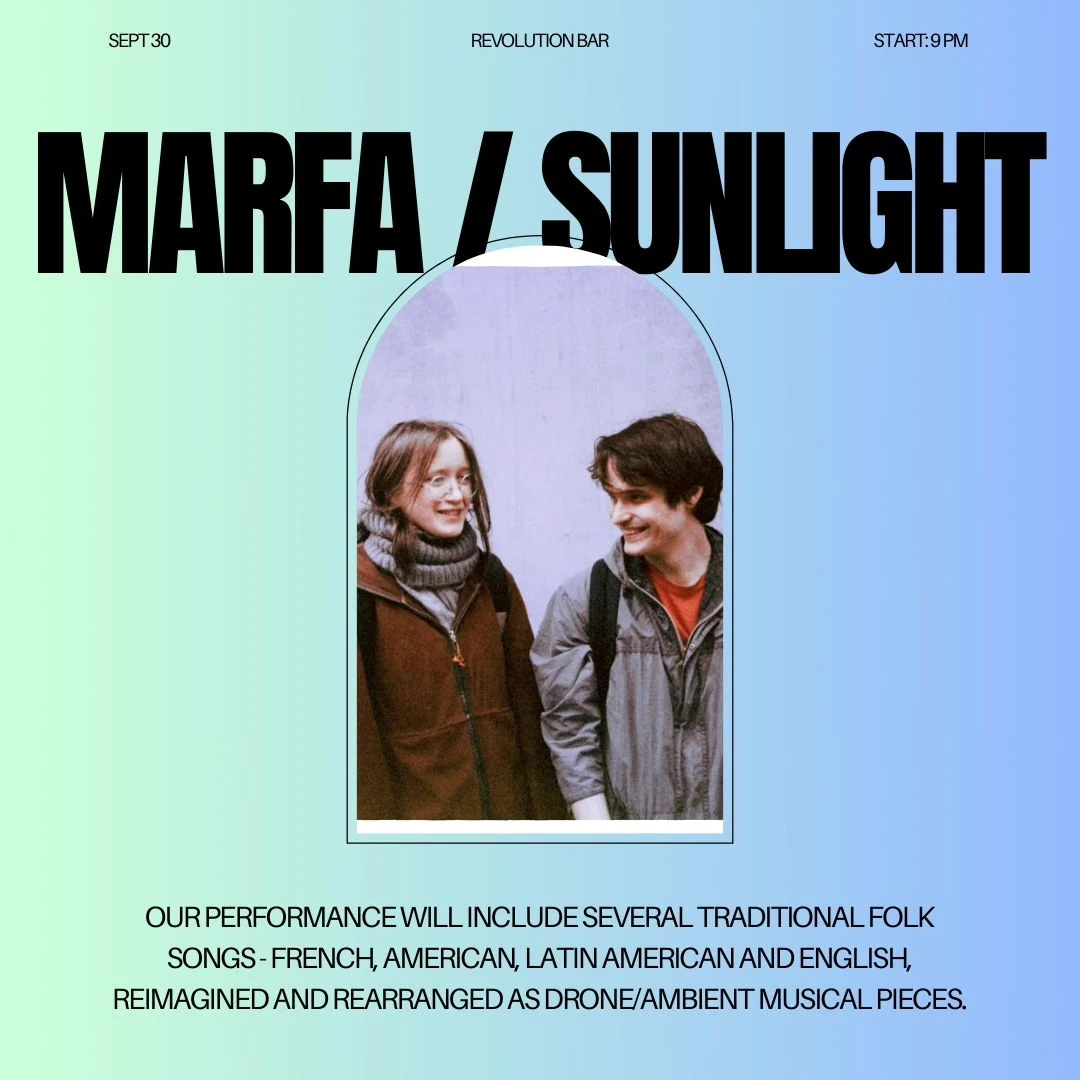 SEPT 30
REVOLUTION BAR
START: 9 PM
MARFA / SUNLIGHT
OUR PERFORMANCE WILL INCLUDE SEVERAL TRADITIONAL FOLK
SONGS - FRENCH, AMERICAN, LATIN AMERICAN AND ENGLISH,
REIMAGINED AND REARRANGED AS DRONE/AMBIENT MUSICAL PIECES.